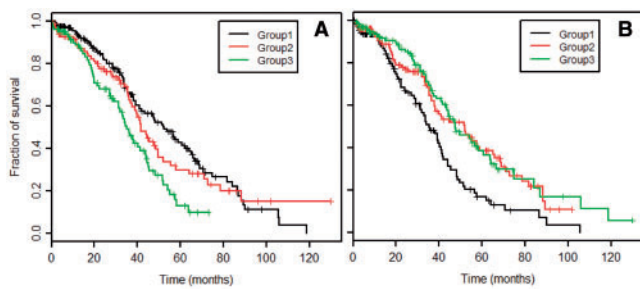 A
Group1
Group2
Group3
Fraction of survival
1.0
0.8
0.6
0.4
0.2
0.0
0 20 40 60 80 100 120
Time (months)
B
Group1
Group2
Group3
0 20 40 60 80 100 120
Time (months)